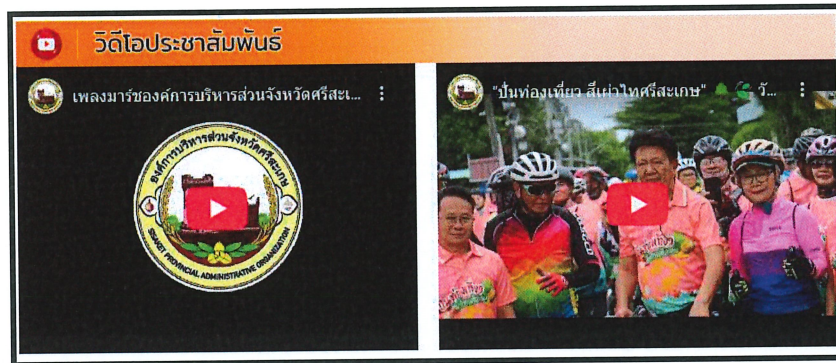 วิดีโอประชาสัมพันธ์
เพลงมาร์ชองค์การบริหารส่วนจังหวัดศรีสะเ...
"ปั่นท่องเที่ยว สี่เผ่าไทศรีสะเกษ" 🌲🚵 วั...
องค์การบริหารส่วนจังหวัดศรีสะเกษ
SISAKET PROVINCIAL ADMINISTRATIVE ORGANIZATION